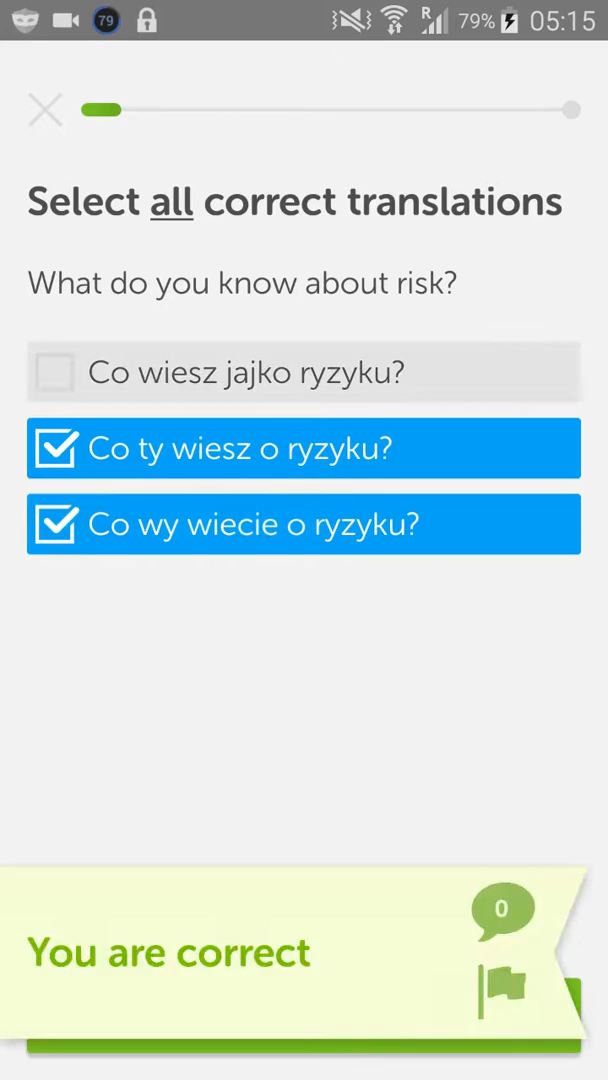 79 R 79% 05:15
Select all correct translations
What do you know about risk?
Co wiesz jajko ryzyku?
Co ty wiesz o ryzyku?
Co wy wiecie o ryzyku?
0
You are correct